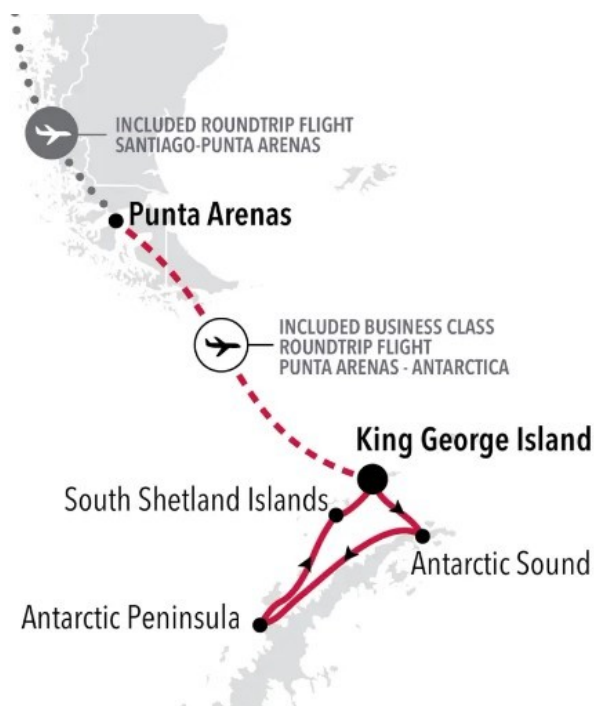 INCLUDED ROUNDTRIP FLIGHT
SANTIAGO-PUNTA ARENAS
Punta Arenas
INCLUDED BUSINESS CLASS
ROUNDTRIP FLIGHT
PUNTA ARENAS - ANTARCTICA
King George Island
South Shetland Islands
Antarctic Sound
Antarctic Peninsula